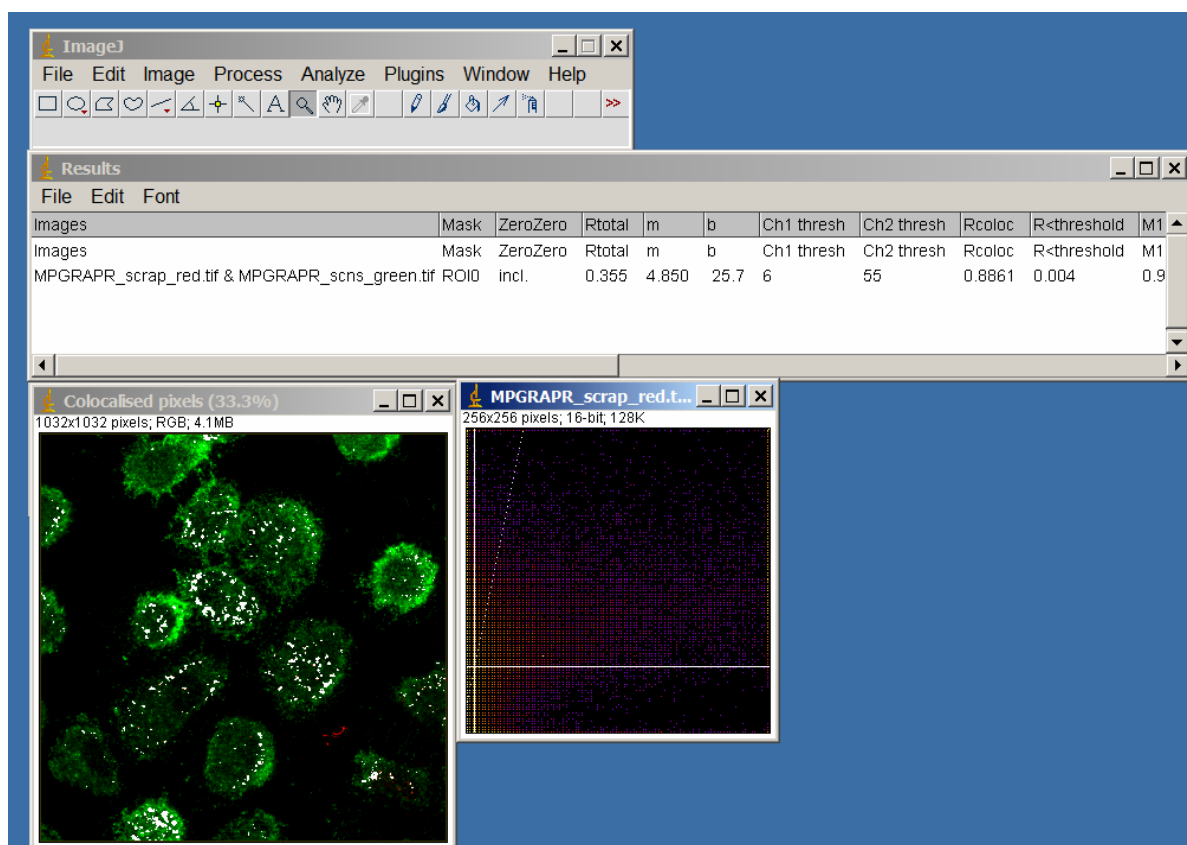 ImageJ
File Edit Image Process Analyze Plugins Window Help
A >>
Results
File Edit Font
Images Mask ZeroZero Rtotal m b Ch1 thresh Ch2 thresh Rcoloc R<threshold M1
Images Mask ZeroZero Rtotal m b Ch1 thresh Ch2 thresh Rcoloc R<threshold M1
MPGRAPR_scrap_red.tif & MPGRAPR_scns_green.tif ROI0 incl. 0.355 4.850 25.7 6 55 0.8861 0.004 0.9
Colocalised pixels (33.3%)
1032x1032 pixels; RGB; 4.1MB
MPGRAPR_scrap_red.t...
256x256 pixels; 16-bit; 128K